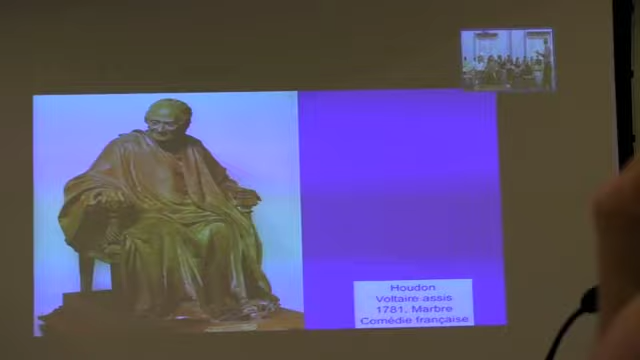 Houdon
Voltaire assis
1781, Marbre
Comédie française